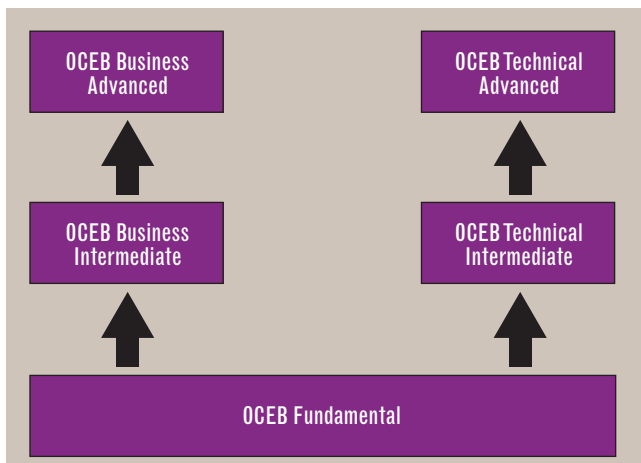 OCEB Business
Advanced
OCEB Technical
Advanced
OCEB Business
Intermediate
OCEB Technical
Intermediate
OCEB Fundamental